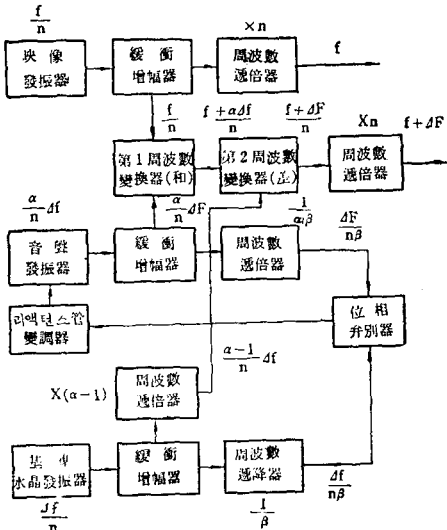 f/n
×n
映像
發振器
緩衝
增幅器
周波數
遞倍器
f
f/n
f+αΔf/n
f+ΔF/n
Xn
f+ΔF
第1周波數
變換器(和)
第2周波數
變換器(差)
周波數
遞倍器
α/n Δf
α/n ΔF
1/αβ
ΔF/nβ
音聲
發振器
緩衝
增幅器
周波數
遞倍器
리액턴스管
變調器
位相
弁別器
X(α-1)
周波數
遞倍器
α-1/n Δf
基準
水晶發振器
緩衝
增幅器
周波數
遞降器
Δf/nβ
Δf/n
1/β